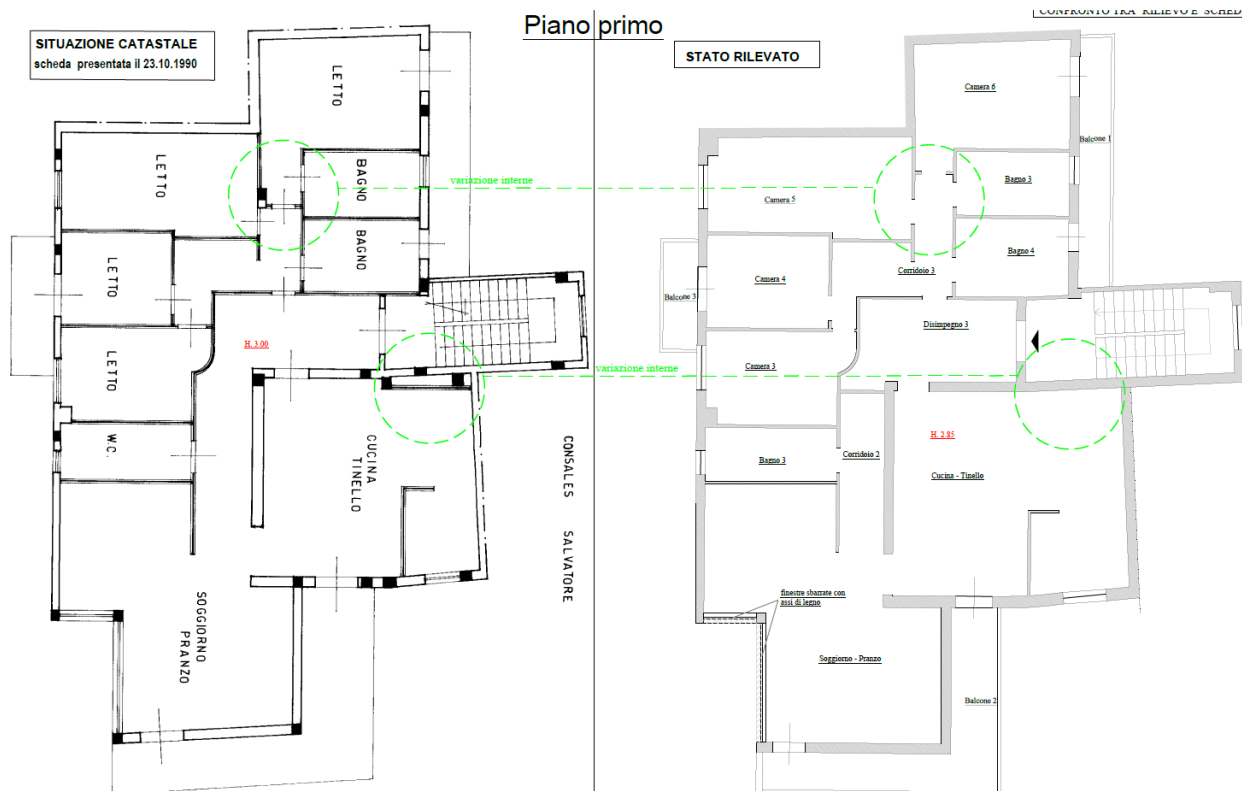 Piano primo
SITUAZIONE CATASTALE
scheda presentata il 23.10.1990
LETTO
LETTO
BAGNO
BAGNO
LETTO
LETTO
W.C.
H. 3.00
CUCINA
TINELLO
SOGGIORNO
PRANZO
CONSALES SALVATORE
variazione interne
variazione interne
CONFRONTO TRA RILIEVO E SCHED
STATO RILEVATO
Camera 6
Balcone 1
Bagno 3
Camera 5
Bagno 4
Camera 4
Corridoio 3
Balcone 3
Disimpegno 3
Camera 3
H. 2.85
Bagno 3
Corridoio 2
Cucina - Tinello
finestre sbarrate con
assi di legno
Soggiorno - Pranzo
Balcone 2